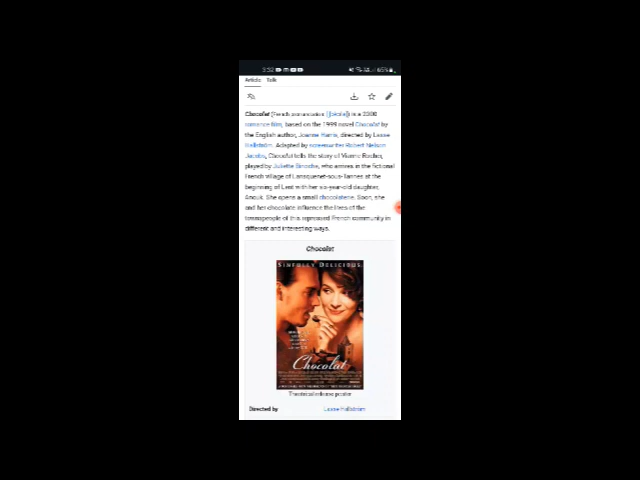 3:52
65%
Article Talk
Chocolat (French pronunciation: [ʃɔkɔla]) is a 2000
romance film, based on the 1999 novel Chocolat by
the English author, Joanne Harris, directed by Lasse
Hallström. Adapted by screenwriter Robert Nelson
Jacobs, Chocolat tells the story of Vianne Rocher,
played by Juliette Binoche, who arrives in the fictional
French village of Lansquenet-sous-Tannes at the
beginning of Lent with her six-year-old daughter,
Anouk. She opens a small chocolaterie. Soon, she
and her chocolate influence the lives of the
townspeople of this repressed French community in
different and interesting ways.
Chocolat
SINFULLY DELICIOUS
Chocolat
Theatrical release poster
Directed by Lasse Hallström